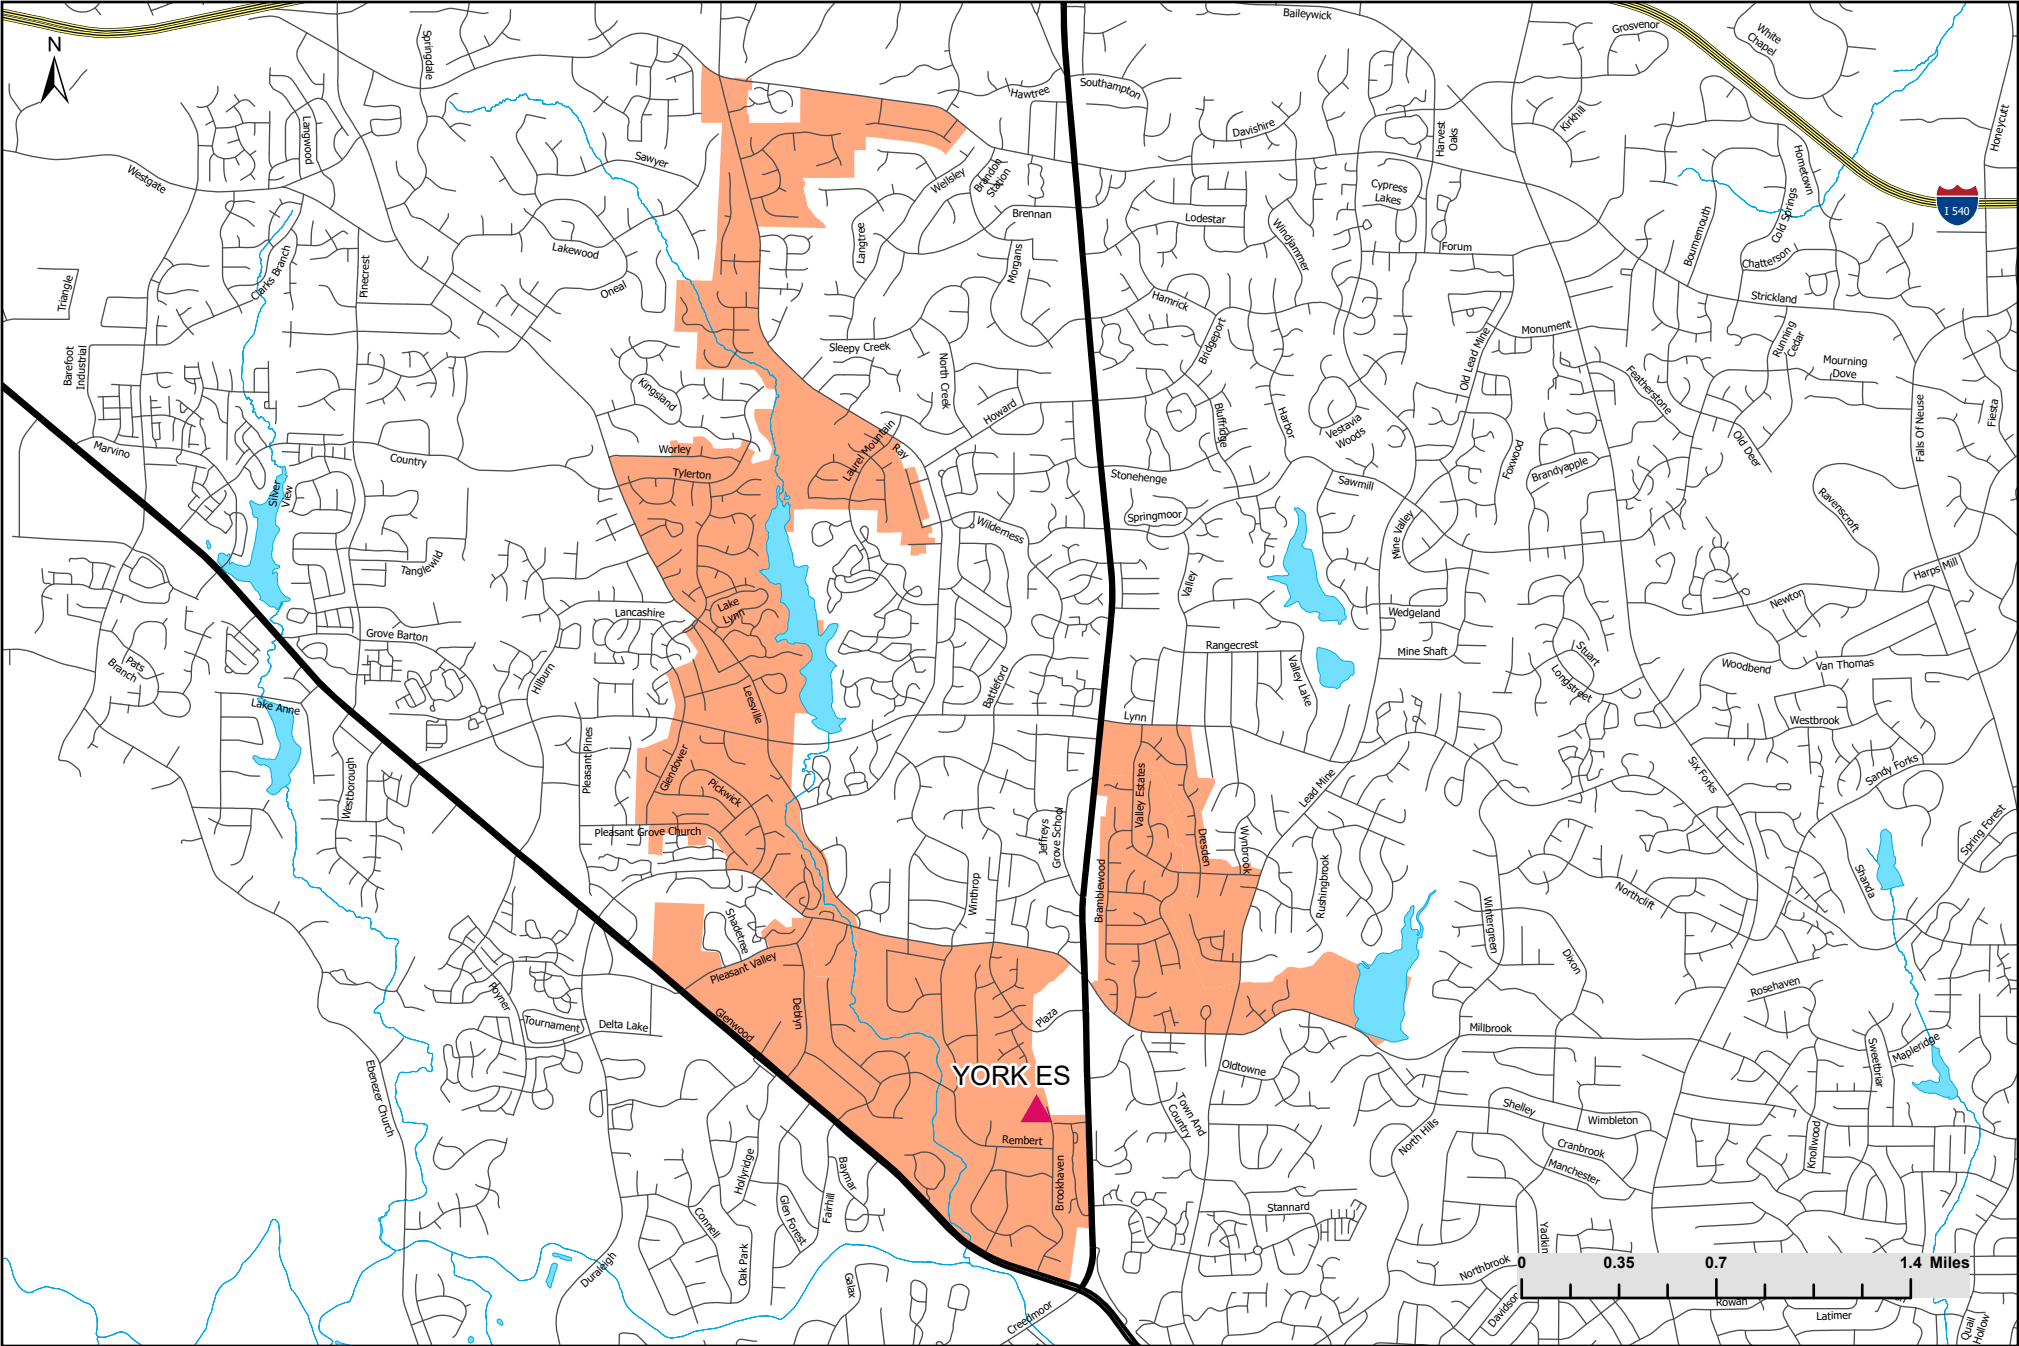 Baileywick
Grosvenor
White
Chapel
N
Springdale
Southampton
Hawtree
Honeycutt
Kirkhill
Davishire
Harvest
Oaks
Langwood
Sawyer
Hometown
Westgate
Wellsley
Brandon
Station
Cypress
Lakes
I 540
Brennan
Lodestar
Cold Springs
Bournemouth
Windjammer
Langtree
Morgans
Forum
Lakewood
Chatterson
Clarks Branch
Pinecrest
Triangle
Oneal
Hamrick
Strickland
Monument
Bridgeport
Running
Cedar
Sleepy Creek
Old Lead Mine
Barefoot
Industrial
North Creek
Mourning
Dove
Kingsland
Featherstone
Howard
Bluffridge
Harbor
Vestavia
Woods
Fiesta
Falls Of Neuse
Laurel Mountain
Ray
Marvino
Worley
Country
Old Deer
Foxwood
Brandyapple
Tylerton
Stonehenge
Sawmill
Silver
View
Ravenscroft
Springmoor
Wilderness
Mine Valley
Tanglewild
Valley
Harps Mill
Newton
Lake
Lynn
Lancashire
Wedgeland
Grove Barton
Rangecrest
Mine Shaft
Stuart
Pats
Branch
Hilburn
Battleford
Valley Lake
Longstreet
Woodbend
Van Thomas
Lake Anne
Leesville
Lynn
Westbrook
Pleasant Pines
Glendower
Six Forks
Sandy Forks
Westborough
Pickwick
Valley Estates
Lead Mine
Pleasant Grove Church
Jeffreys
Grove School
Dresden
Wynbrook
Spring Forest
Bramblewood
Rushingbrook
Winthrop
Shanda
Northclift
Wintergreen
Shadetree
Dixon
Pleasant Valley
Poyner
Deblyn
Rosehaven
Glenwood
Plaza
Tournament
Delta Lake
Millbrook
Mapleridge
Sweetbriar
YORK ES
Oldtowne
Ebenezer Church
Town And
Country
Shelley
Wimbleton
Rembert
North Hills
Cranbrook
Manchester
Knollwood
Hollyridge
Baymar
Brookhaven
Glen Forest
Fairhill
Connell
Stannard
Yadkin
Oak Park
Duraleigh
Galax
Northbrook
0 0.35 0.7 1.4 Miles
Creedmoor
Davidson
Rowan
Latimer
Quail
Hollow